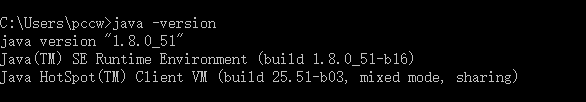 C:\Users\pccw>java -version
java version "1.8.0_51"
Java(TM) SE Runtime Environment (build 1.8.0_51-b16)
Java HotSpot(TM) Client VM (build 25.51-b03, mixed mode, sharing)